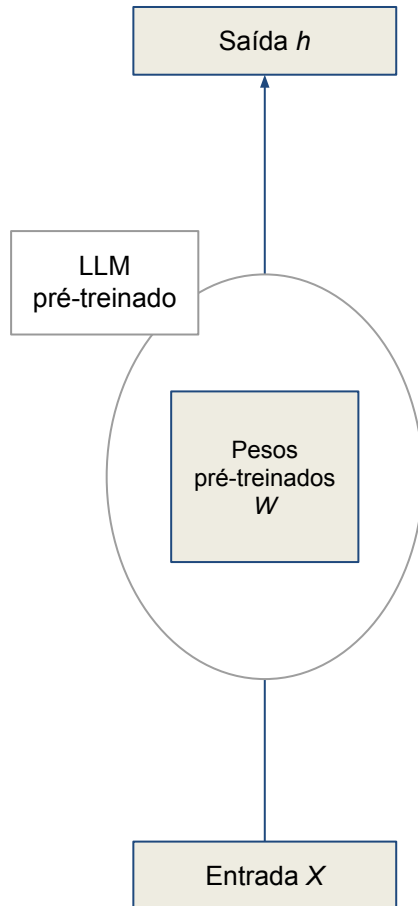 Saída h
LLM
pré-treinado
Pesos
pré-treinados
W
Entrada X